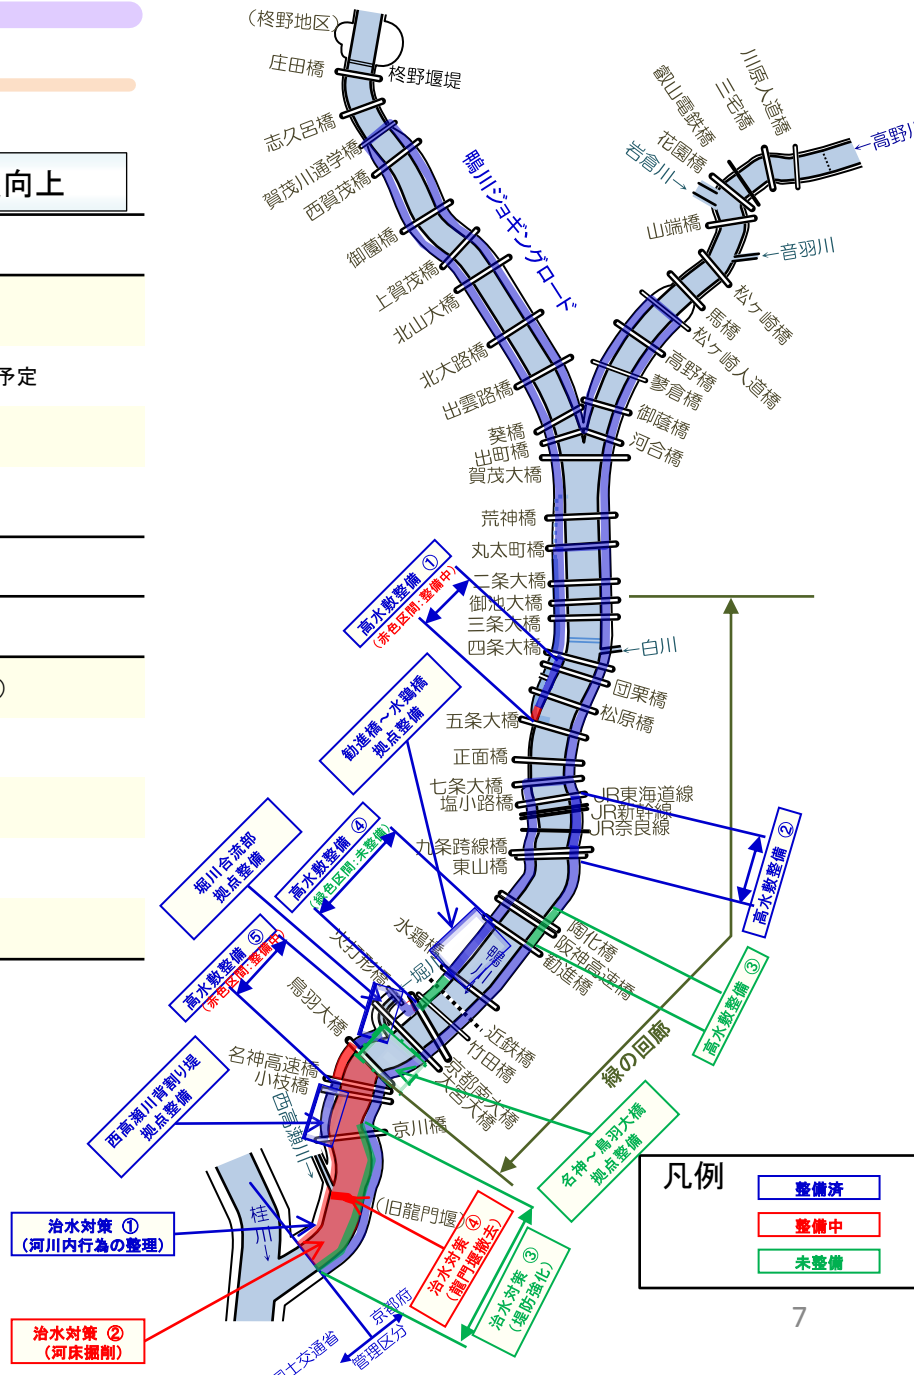 (柊野地区)
庄田橋
柊野堰堤
志久呂橋
賀茂川通学橋
西賀茂橋
御薗橋
上賀茂橋
北山大橋
北大路橋
出雲路橋
葵橋
出町橋
賀茂大橋
鴨川ジョギングロード
川原人道橋
三宅橋
叡山電鉄橋
花園橋
岩倉川→
←高野川
山端橋
←音羽川
松ケ崎橋
馬橋
松ケ崎人道橋
高野橋
蓼倉橋
御蔭橋
河合橋
向上
予定
荒神橋
丸太町橋
二条大橋
御池大橋
三条大橋
四条大橋
←白川
団栗橋
松原橋
五条大橋
正面橋
七条大橋
塩小路橋
JR東海道線
JR新幹線
JR奈良線
九条跨線橋
東山橋
高水敷整備 ①
(赤色区間:整備中)
勧進橋~水鶏橋
拠点整備
堀川合流部
拠点整備
高水敷整備 ④
(緑色区間:未整備)
高水敷整備 ⑤
(赤色区間:整備中)
高水敷整備 ②
高水敷整備 ③
緑の回廊
陶化橋
阪神高速橋
勧進橋
水鶏橋
鴨川
←堀川
火打形橋
鳥羽大橋
近鉄橋
竹田橋
京都南大橋
大宮大橋
名神高速橋
小枝橋
西高瀬川→
京川橋
西高瀬川背割り堤
拠点整備
名神~鳥羽大橋
拠点整備
(旧龍門堰)
桂川→
治水対策 ①
(河川内行為の整理)
治水対策 ②
(河床掘削)
治水対策 ④
(龍門堰撤去)
治水対策 ③
(堤防強化)
京都府
国土交通省
管理区分
凡例
整備済
整備中
未整備
7